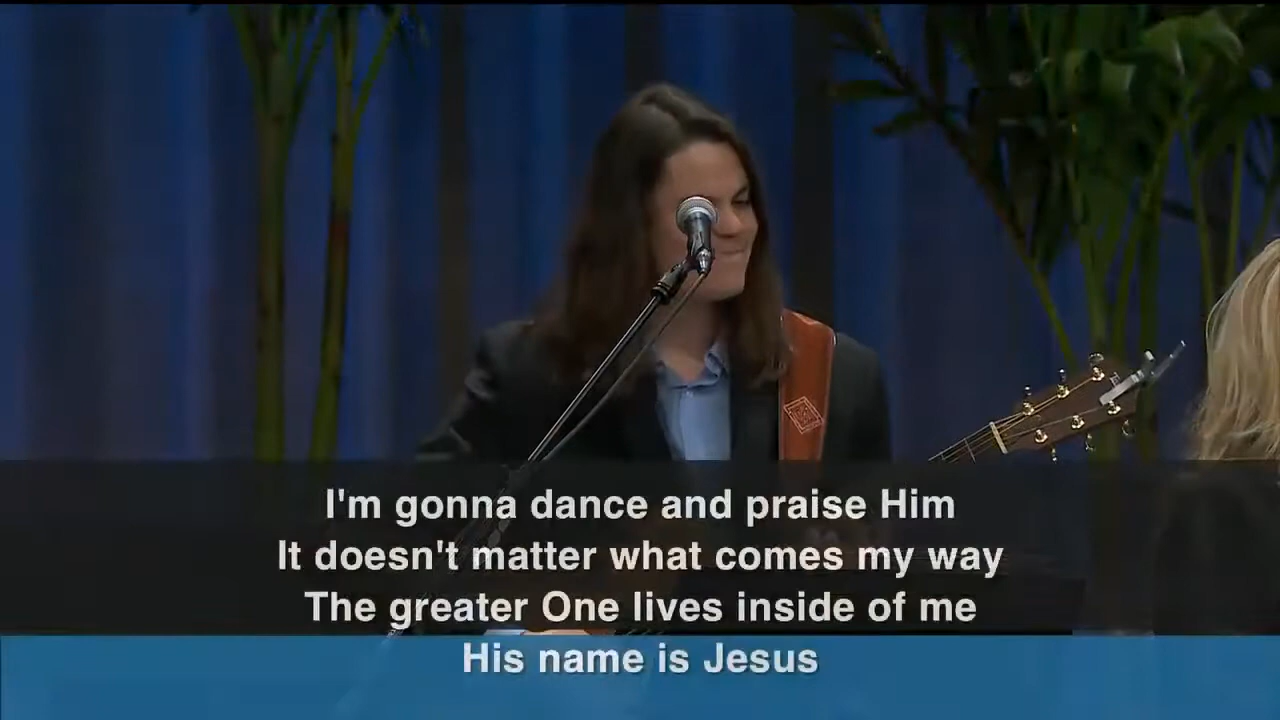 I'm gonna dance and praise Him
It doesn't matter what comes my way
The greater One lives inside of me
His name is Jesus